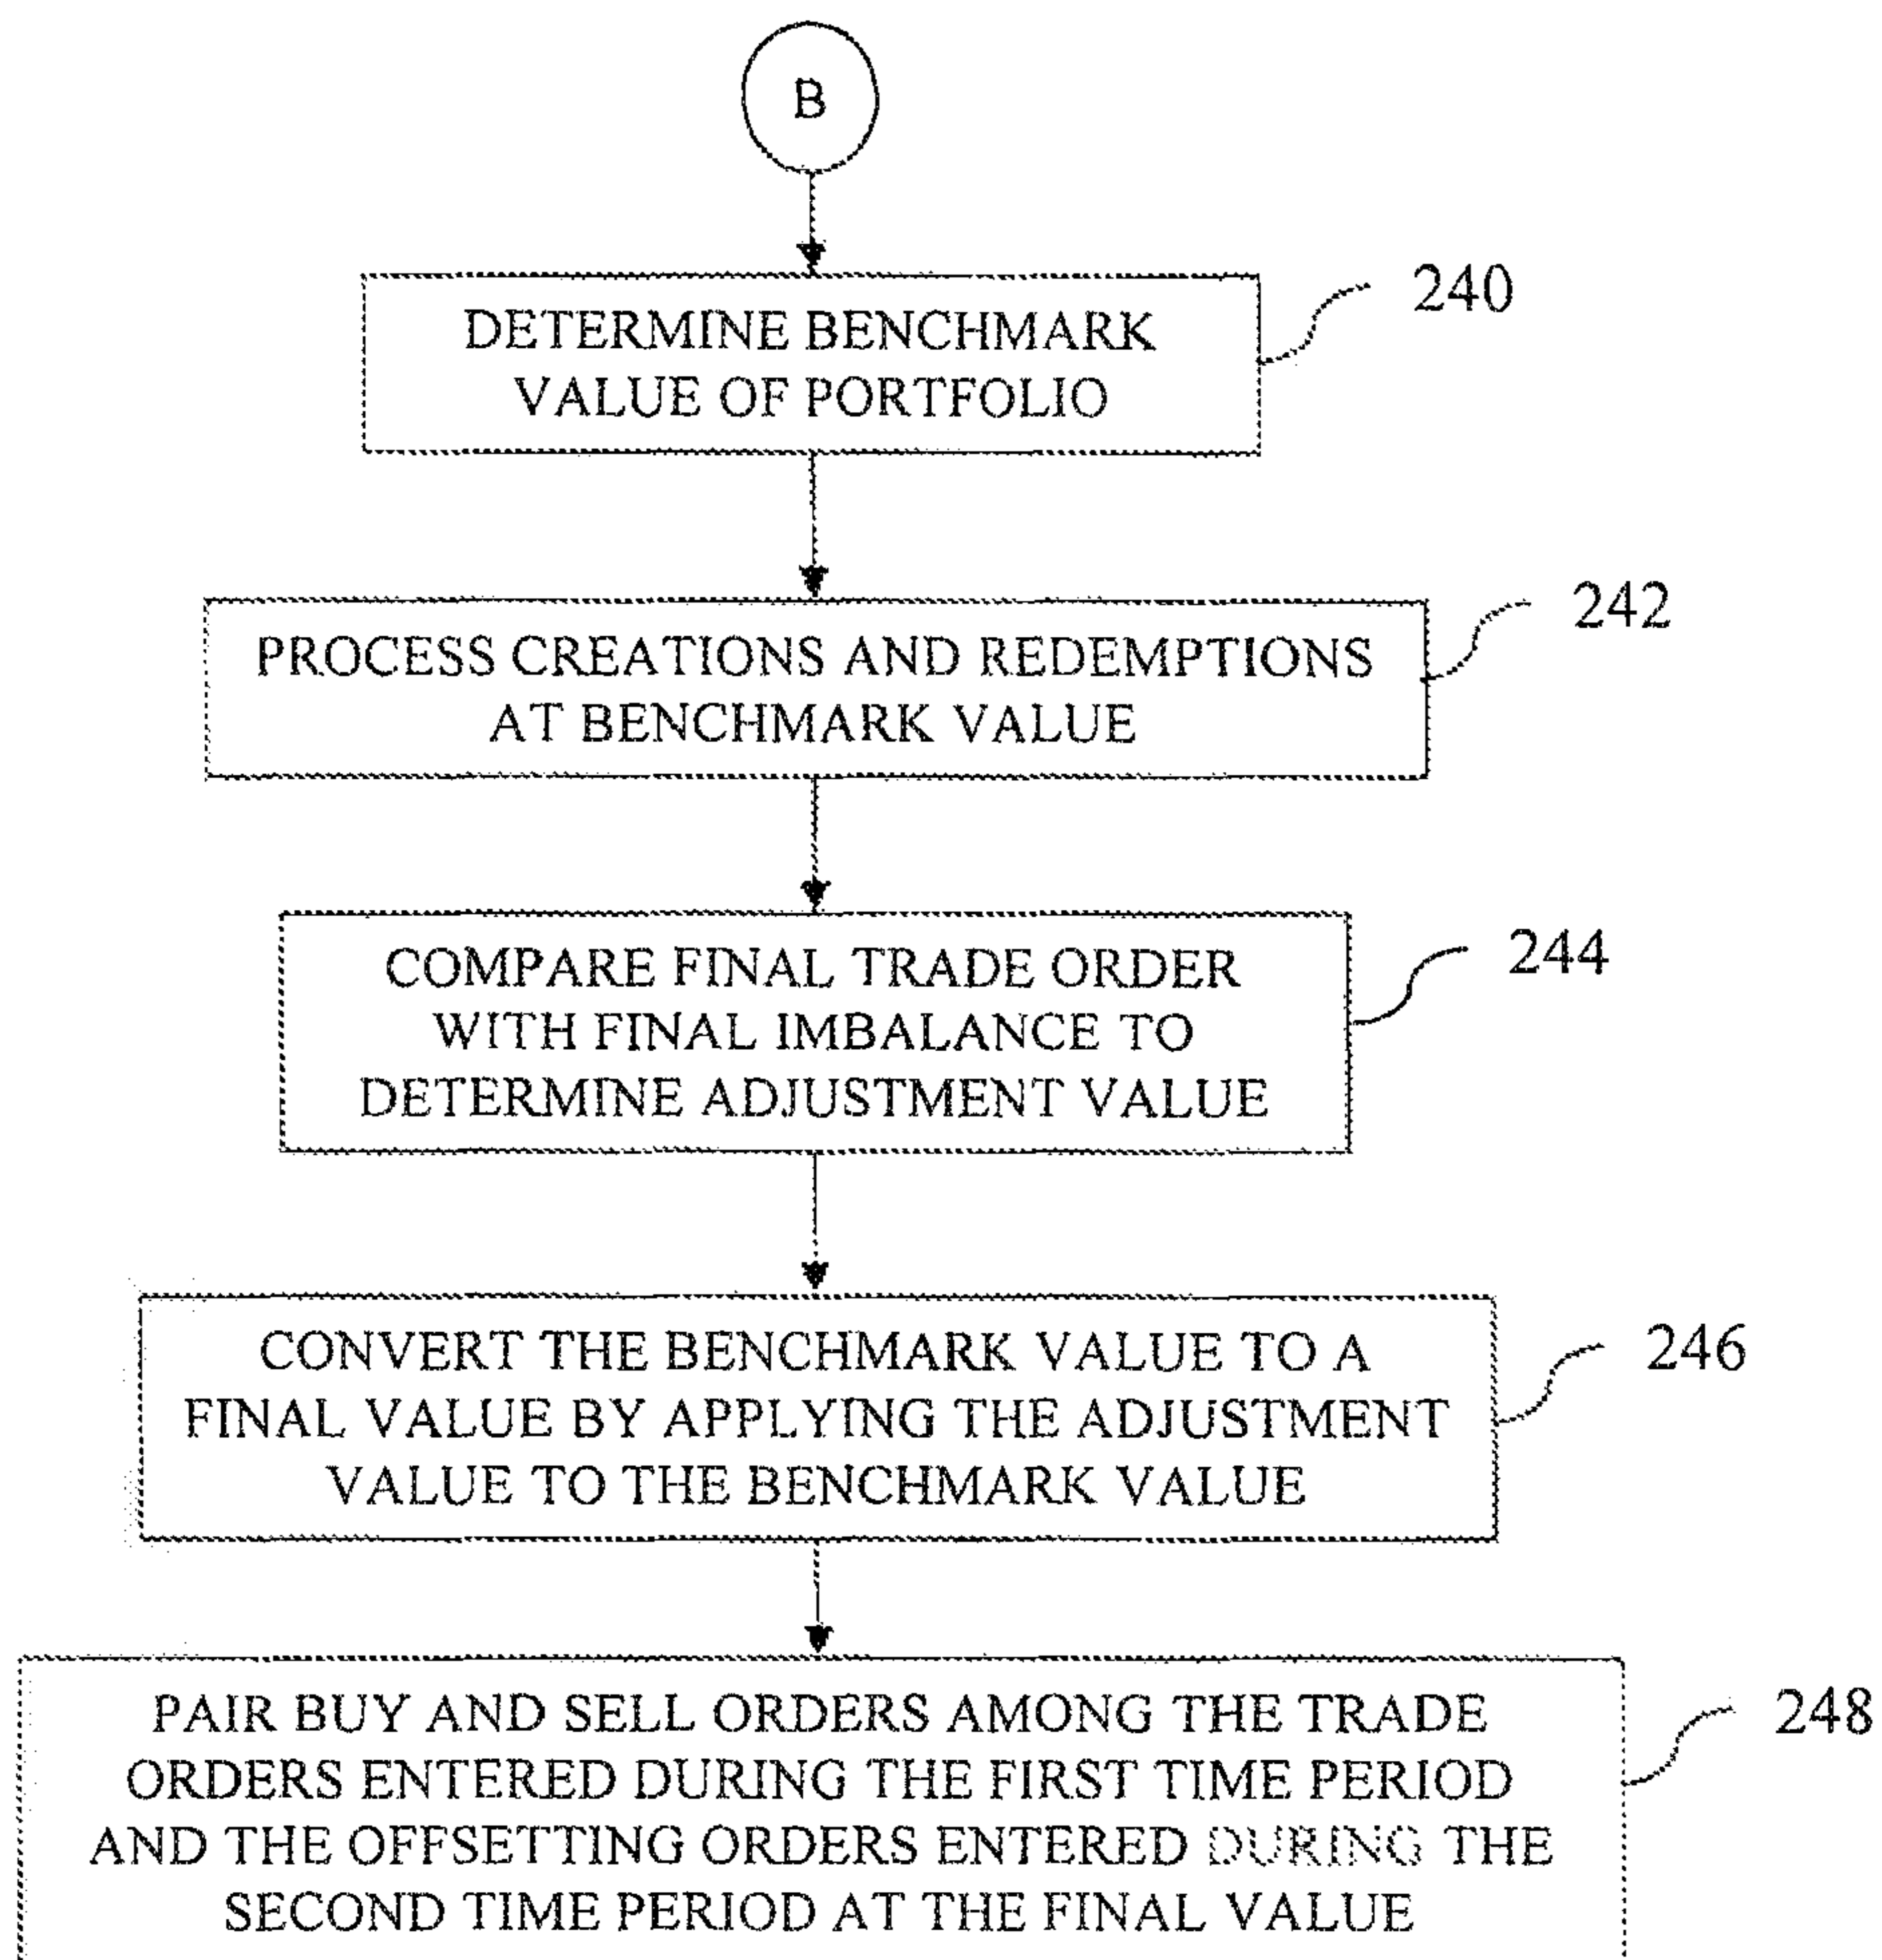 B
DETERMINE BENCHMARK
VALUE OF PORTFOLIO
240
PROCESS CREATIONS AND REDEMPTIONS
AT BENCHMARK VALUE
242
COMPARE FINAL TRADE ORDER
WITH FINAL IMBALANCE TO
DETERMINE ADJUSTMENT VALUE
244
CONVERT THE BENCHMARK VALUE TO A
FINAL VALUE BY APPLYING THE ADJUSTMENT
VALUE TO THE BENCHMARK VALUE
246
PAIR BUY AND SELL ORDERS AMONG THE TRADE
ORDERS ENTERED DURING THE FIRST TIME PERIOD
AND THE OFFSETTING ORDERS ENTERED DURING THE
SECOND TIME PERIOD AT THE FINAL VALUE
248